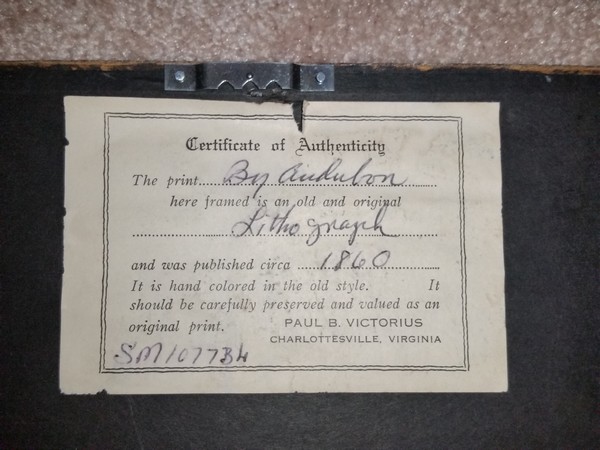 Certificate of Authenticity
The print By Audubon
here framed is an old and original
Lithograph
and was published circa 1860
It is hand colored in the old style. It
should be carefully preserved and valued as an
original print. PAUL B. VICTORIUS
CHARLOTTESVILLE, VIRGINIA